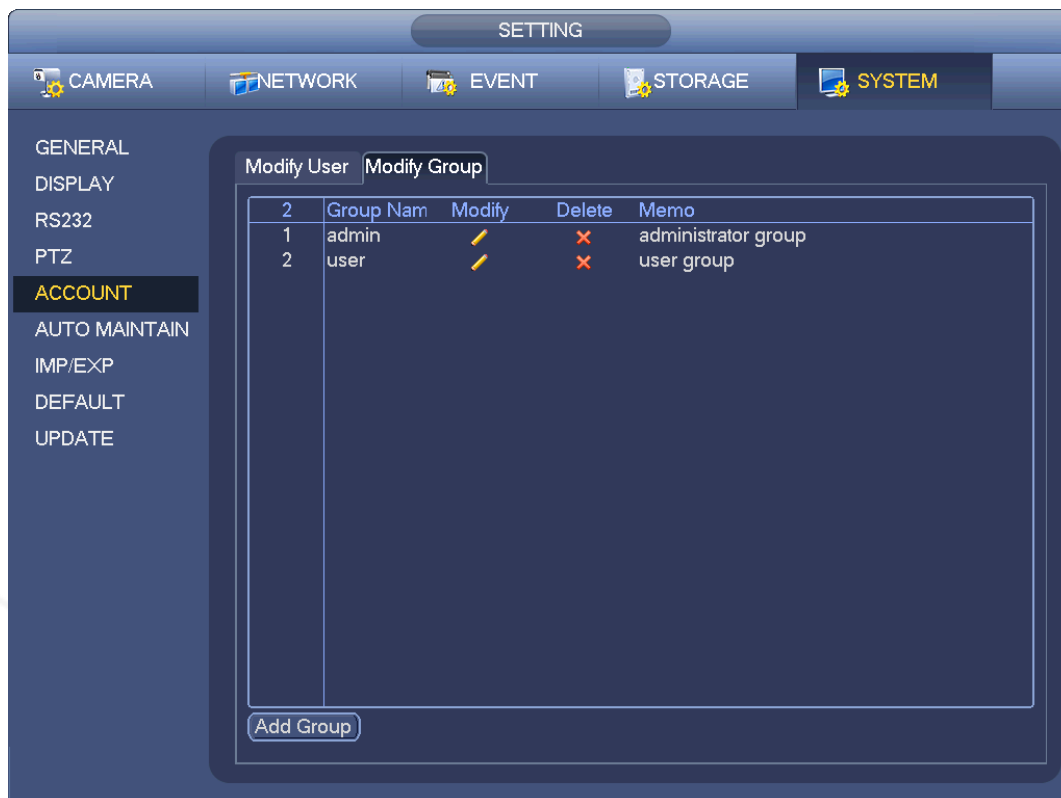 SETTING
CAMERA NETWORK EVENT STORAGE SYSTEM
GENERAL
DISPLAY
RS232
PTZ
ACCOUNT
AUTO MAINTAIN
IMP/EXP
DEFAULT
UPDATE
Modify User Modify Group
2 Group Nam Modify Delete Memo
1 admin administrator group
2 user user group
Add Group